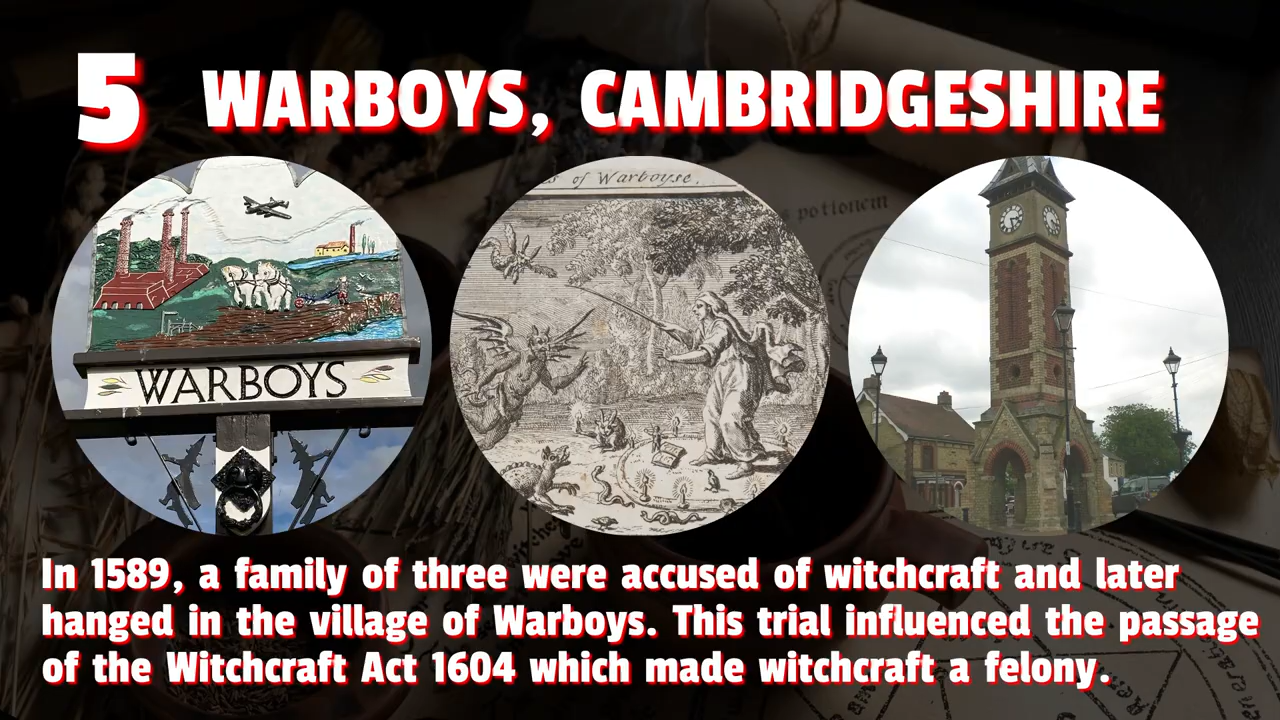 5 WARBOYS, CAMBRIDGESHIRE
s of Warboyse.
s potionem
WARBOYS
In 1589, a family of three were accused of witchcraft and later
hanged in the village of Warboys. This trial influenced the passage
of the Witchcraft Act 1604 which made witchcraft a felony.